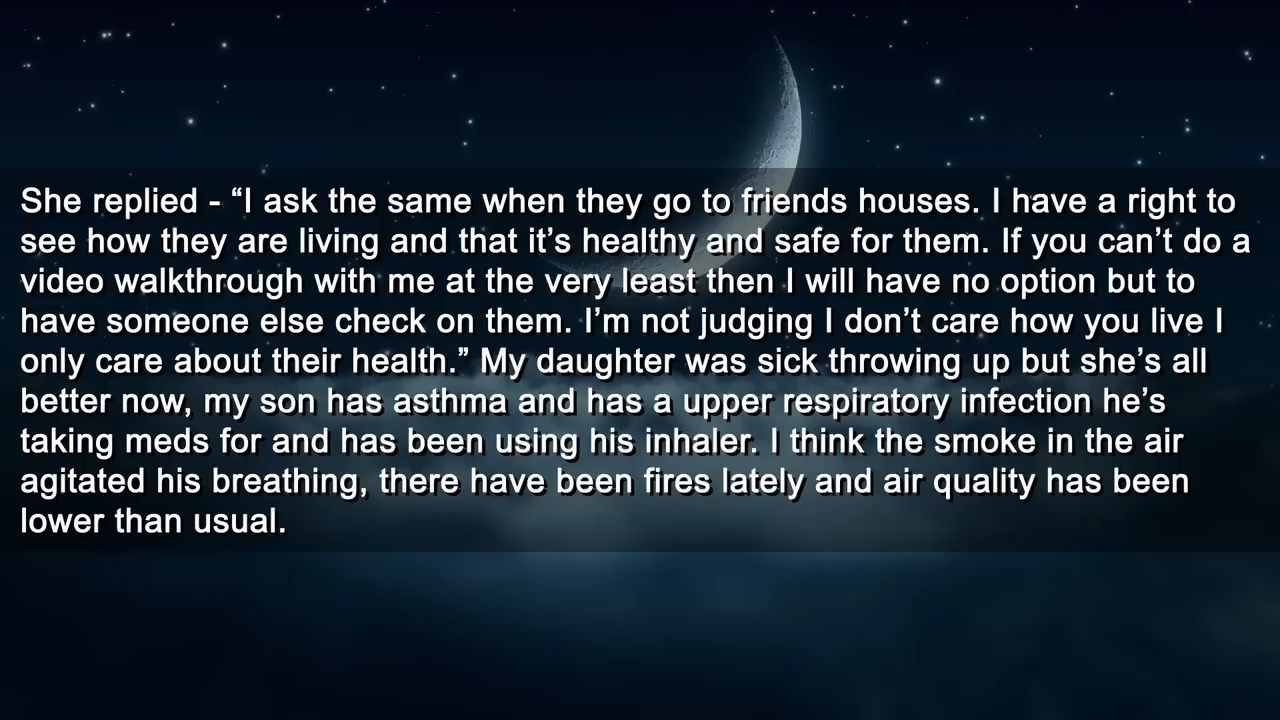 She replied - “I ask the same when they go to friends houses. I have a right to
see how they are living and that it’s healthy and safe for them. If you can’t do a
video walkthrough with me at the very least then I will have no option but to
have someone else check on them. I’m not judging I don’t care how you live I
only care about their health.” My daughter was sick throwing up but she’s all
better now, my son has asthma and has a upper respiratory infection he’s
taking meds for and has been using his inhaler. I think the smoke in the air
agitated his breathing, there have been fires lately and air quality has been
lower than usual.